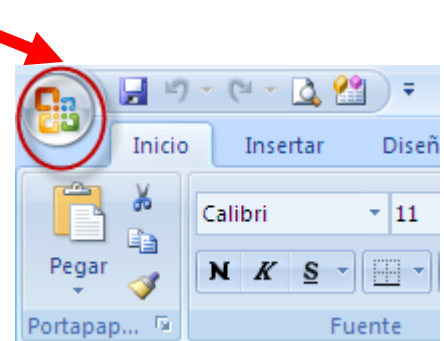 Inicio Insertar Diseñ
Calibri 11
Pegar N K S
Portapap... Fuente